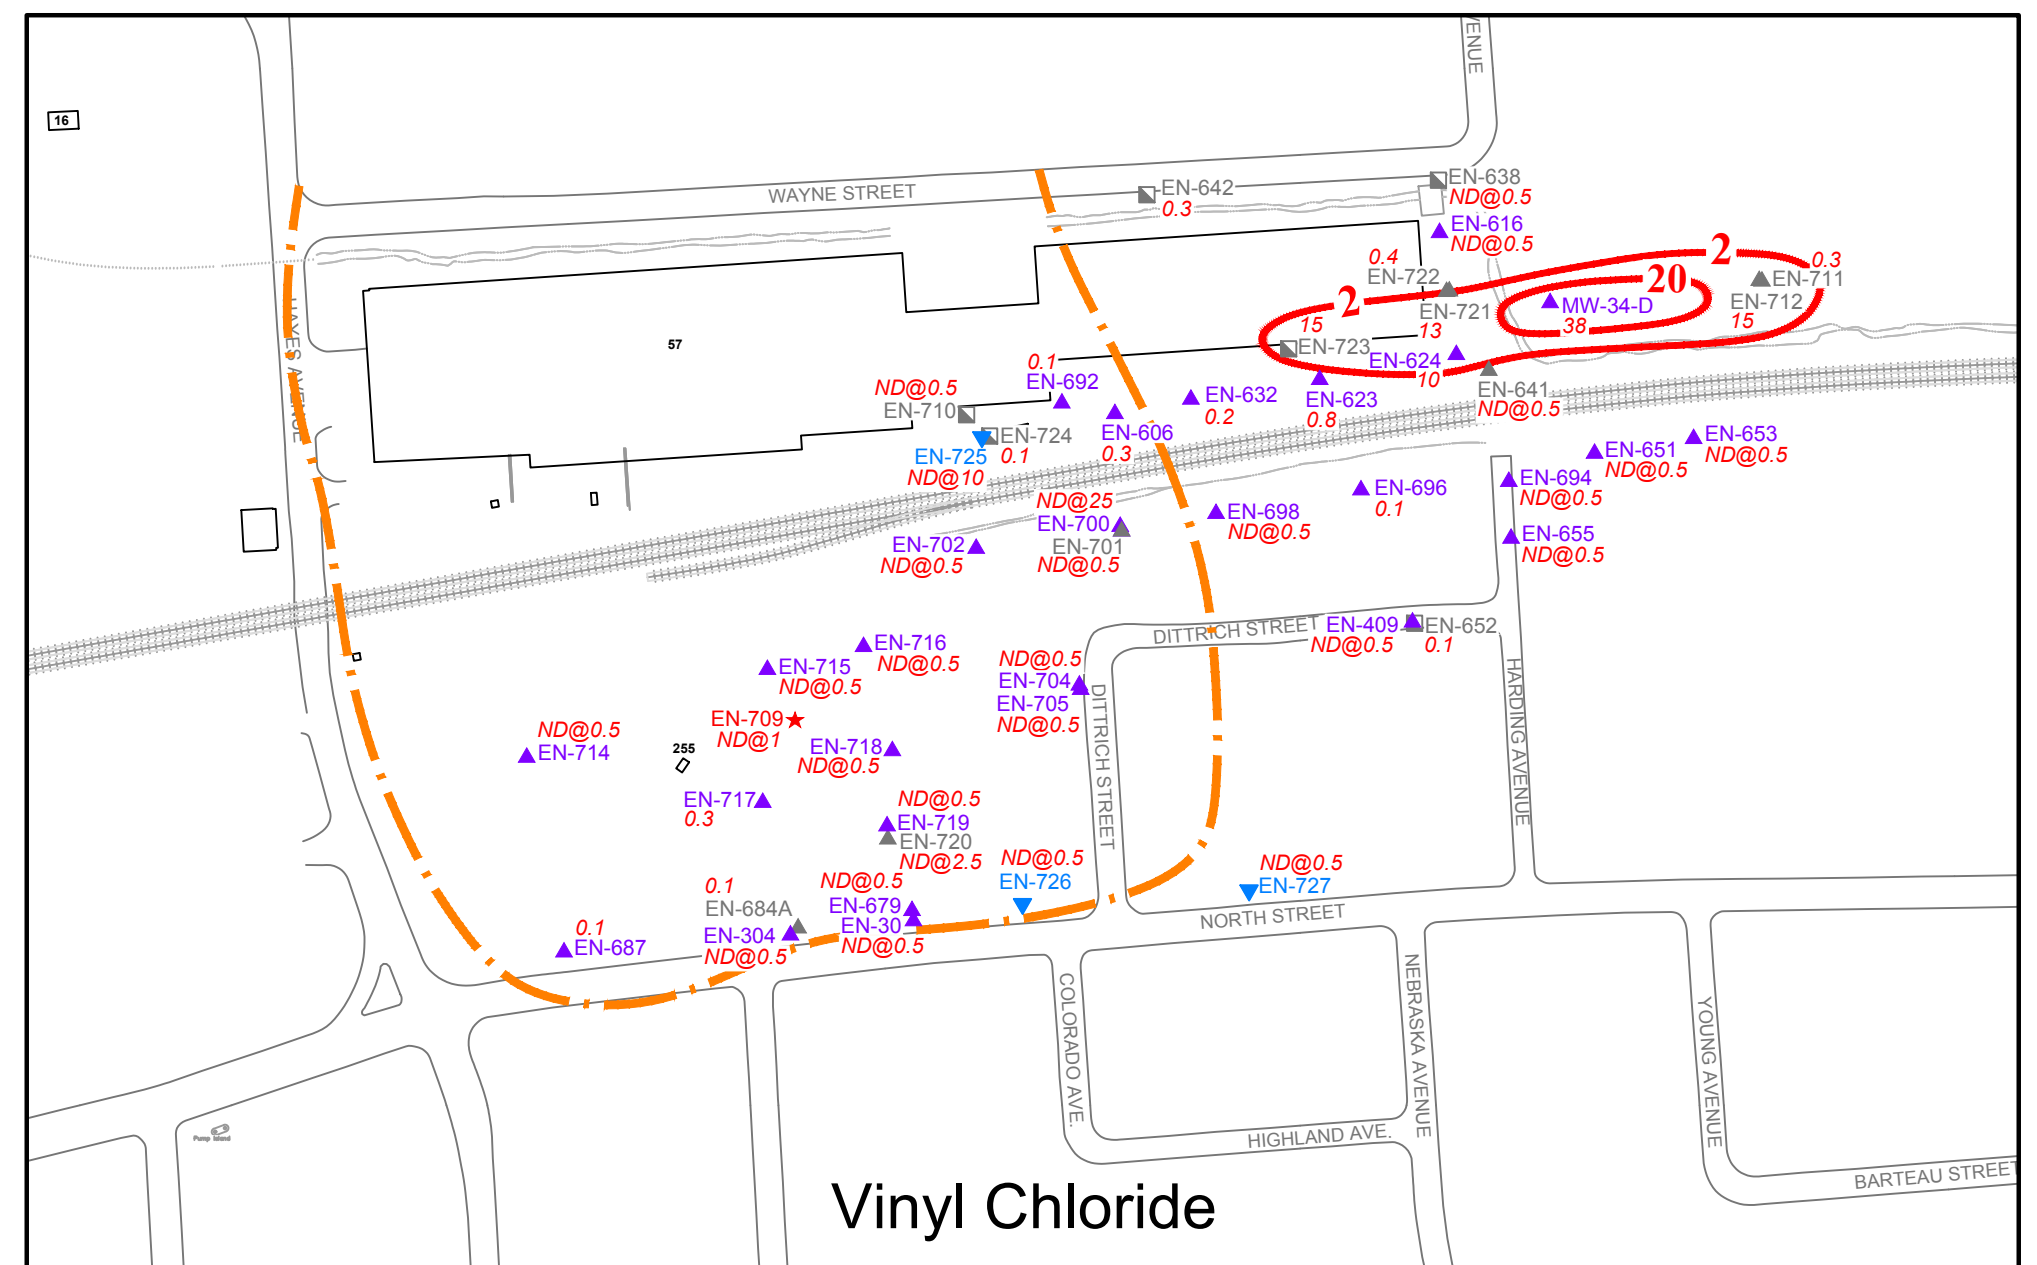 VENUE
16
WAYNE STREET
EN-642
0.3
EN-638
ND@0.5
EN-616
ND@0.5
0.4
EN-722
2
0.3
EN-711
20
EN-712
15
MW-34-D
38
2
EN-721
13
15
EN-723
EN-624
10
HAYES AVENUE
57
0.1
EN-692
ND@0.5
EN-710
EN-632
0.2
EN-623
0.8
EN-641
ND@0.5
EN-724
0.1
EN-606
0.3
EN-725
ND@10
EN-653
ND@0.5
EN-651
ND@0.5
EN-694
ND@0.5
EN-696
0.1
ND@25
EN-700
EN-701
ND@0.5
EN-698
ND@0.5
EN-702
ND@0.5
EN-655
ND@0.5
DITTRICH STREET
EN-409
ND@0.5
EN-652
0.1
EN-716
ND@0.5
EN-715
ND@0.5
ND@0.5
EN-704
EN-705
ND@0.5
DITTRICH STREET
HARDING AVENUE
EN-709
ND@1
ND@0.5
EN-714
255
EN-718
ND@0.5
EN-717
0.3
ND@0.5
EN-719
EN-720
ND@2.5
ND@0.5
EN-726
ND@0.5
EN-727
0.1
EN-684A
ND@0.5
EN-679
EN-30
ND@0.5
EN-304
ND@0.5
0.1
EN-687
NORTH STREET
COLORADO AVE.
NEBRASKA AVENUE
YOUNG AVENUE
HIGHLAND AVE.
BARTEAU STREET
Pump Island
Vinyl Chloride